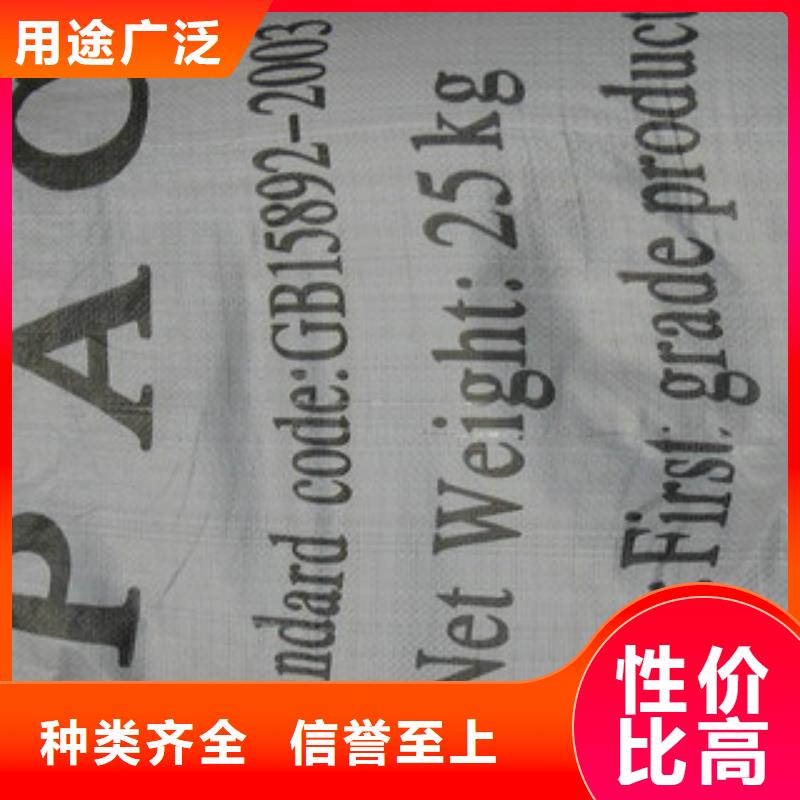 用途广泛
PAC
ndard code:GB15892-2003
Net Weight: 25 kg
: First: grade product
种类齐全 信誉至上
性价
比高